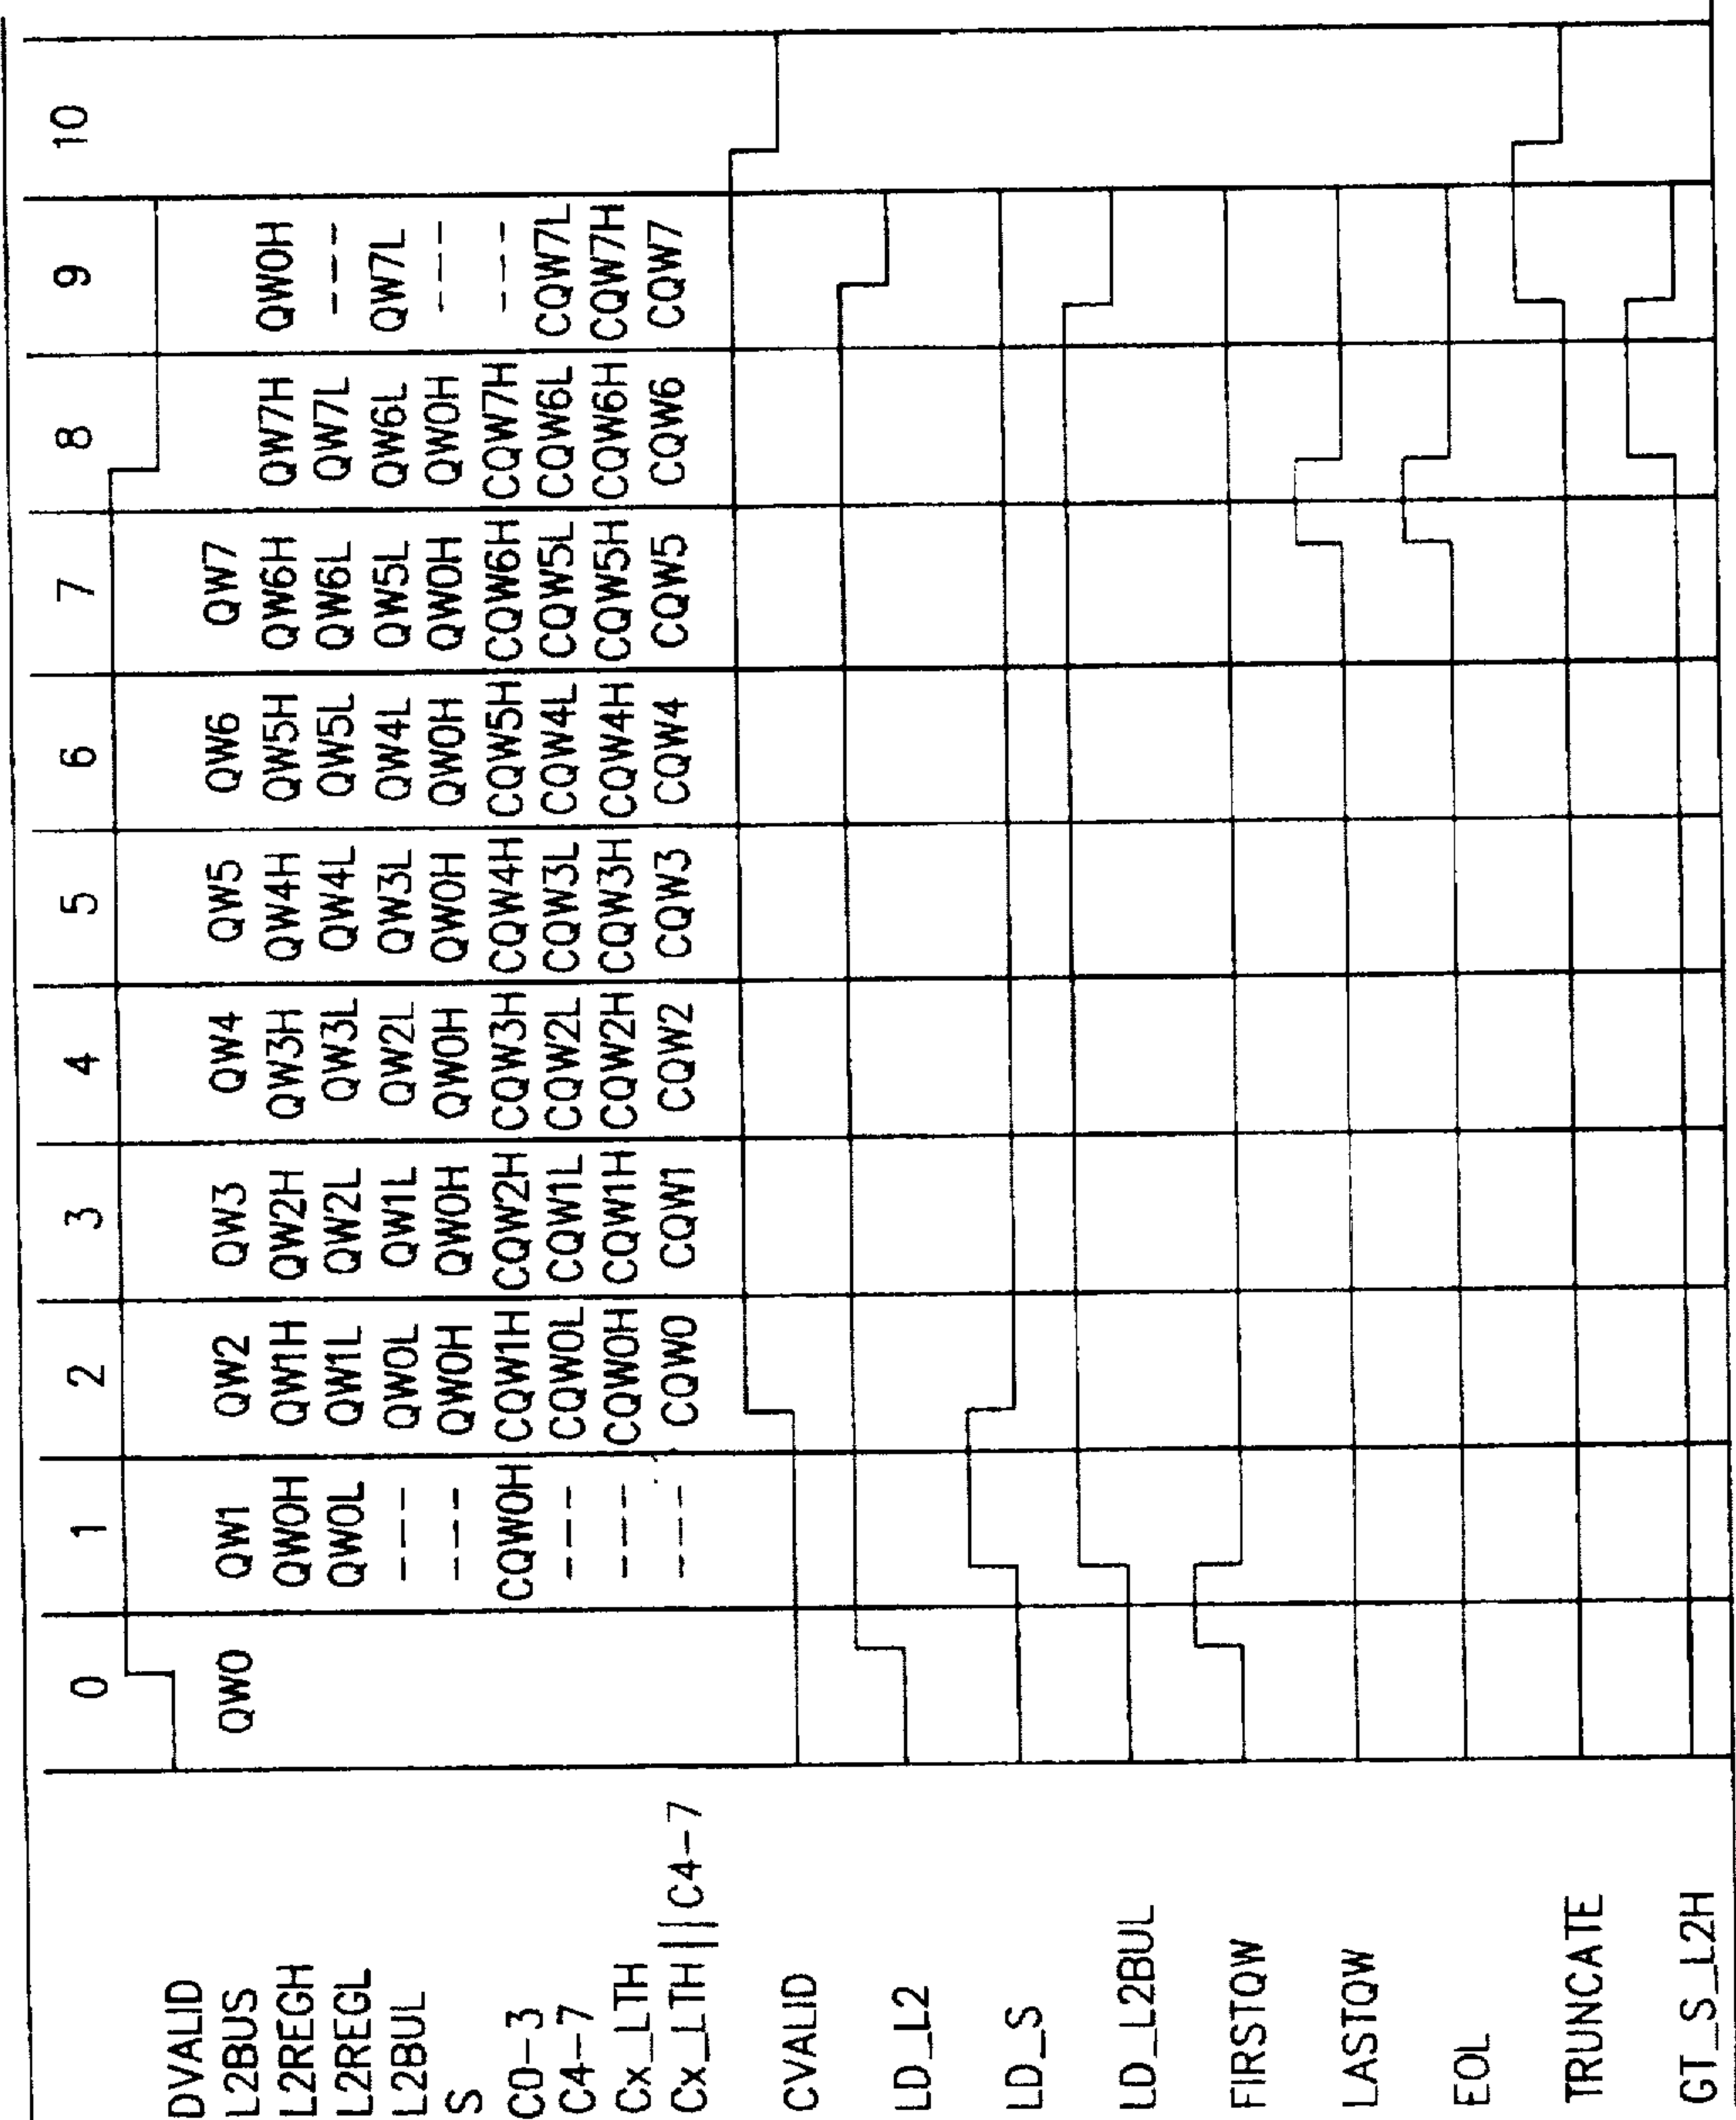 0 1 2 3 4 5 6 7 8 9 10
DVALID
L2BUS QW0 QW1 QW2 QW3 QW4 QW5 QW6 QW7
L2REGH QW0H QW1H QW2H QW3H QW4H QW5H QW6H QW7H QW0H
L2REGL QW0L QW1L QW2L QW3L QW4L QW5L QW6L QW7L ---
L2BUL --- QW0L QW1L QW2L QW3L QW4L QW5L QW6L QW7L
S --- QW0H QW0H QW0H QW0H QW0H QW0H QW0H ---
C0-3 CQW0H CQW1H CQW2H CQW3H CQW4H CQW5H CQW6H CQW7H ---
C4-7 --- CQW0L CQW1L CQW2L CQW3L CQW4L CQW5L CQW6L CQW7L
Cx_LTH --- CQW0H CQW1H CQW2H CQW3H CQW4H CQW5H CQW6H CQW7H
Cx_LTH||C4-7 --- CQW0 CQW1 CQW2 CQW3 CQW4 CQW5 CQW6 CQW7
CVALID
LD_L2
LD_S
LD_L2BUL
FIRSTQW
LASTQW
EOL
TRUNCATE
GT_S_L2H